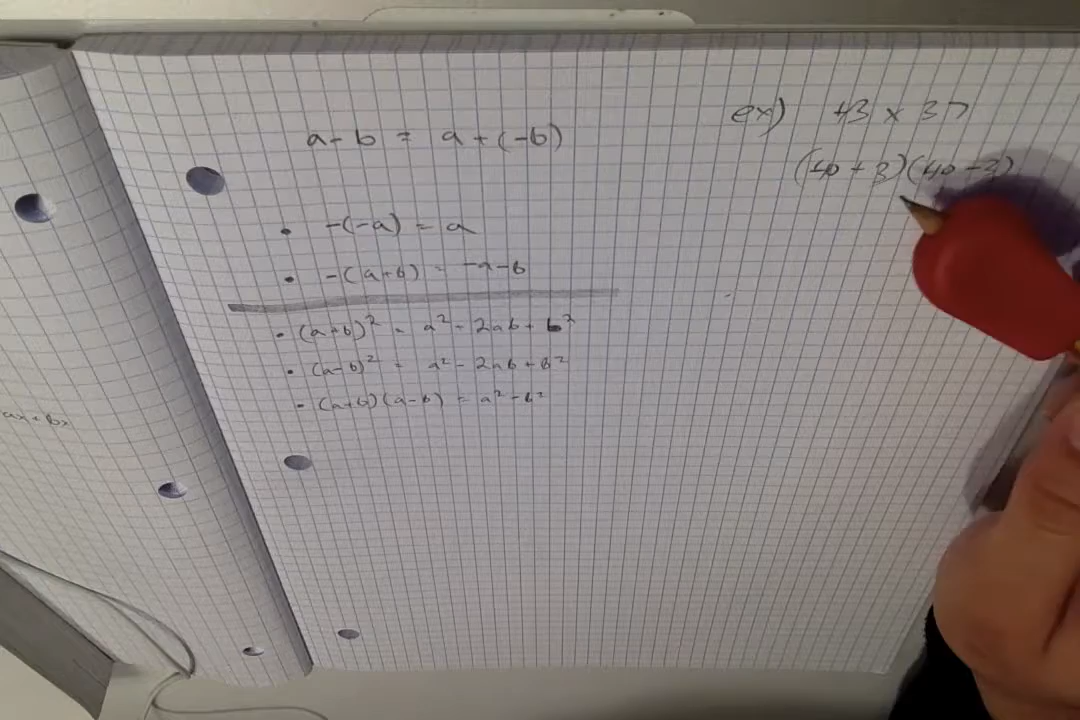 a - b = a + (-b)
• -(-a) = a
• -(a+b) = -a-b
• (a+b)² = a² - 2ab + b²
• (a-b)² = a² - 2ab + b²
• (a+b)(a-b) = a² - b²
ex) 43 x 37
(40+3)(40-3)